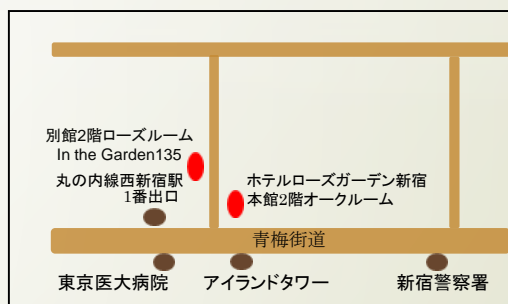 別館2階ローズルーム
In the Garden135
丸の内線西新宿駅
1番出口
ホテルローズガーデン新宿
本館2階オークルーム
青梅街道
東京医大病院
アイランドタワー
新宿警察署